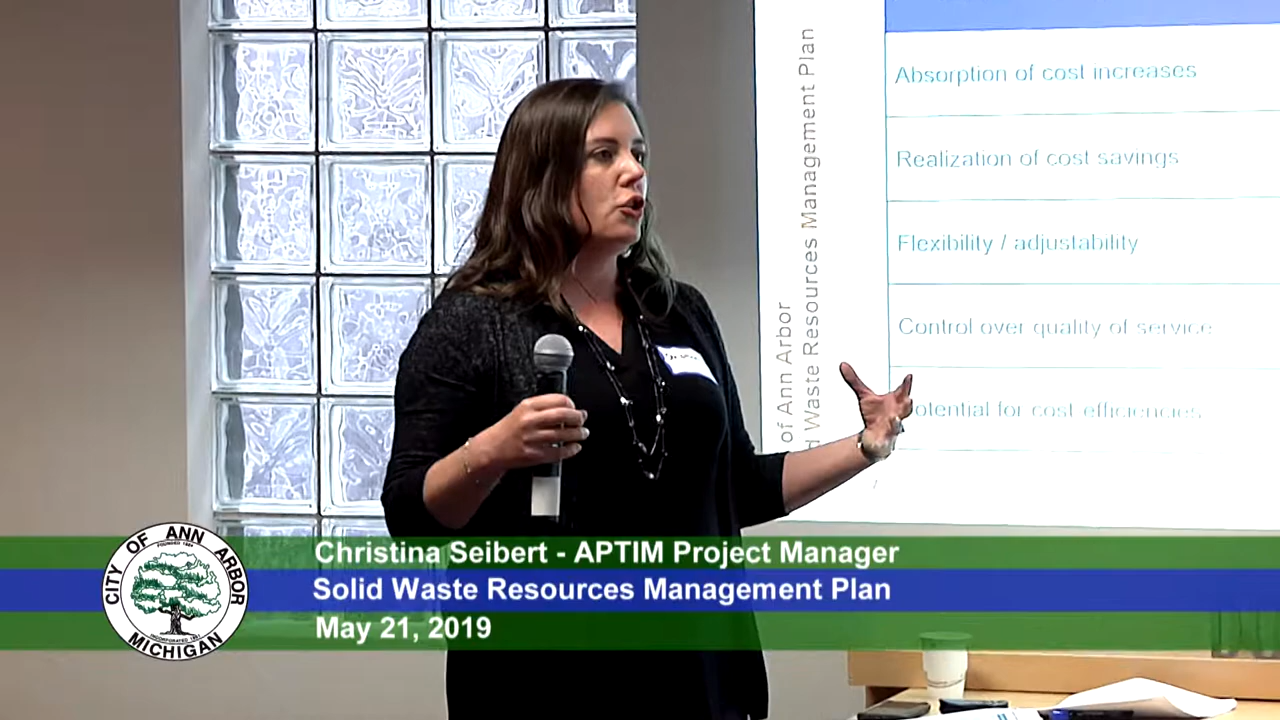 Absorption of cost increases
Realization of cost savings
Flexibility / adjustability
Control over quality of service
Potential for cost efficiencies
of Ann Arbor
Waste Resources Management Plan
CITY OF ANN ARBOR
MICHIGAN
Christina Seibert - APTIM Project Manager
Solid Waste Resources Management Plan
May 21, 2019